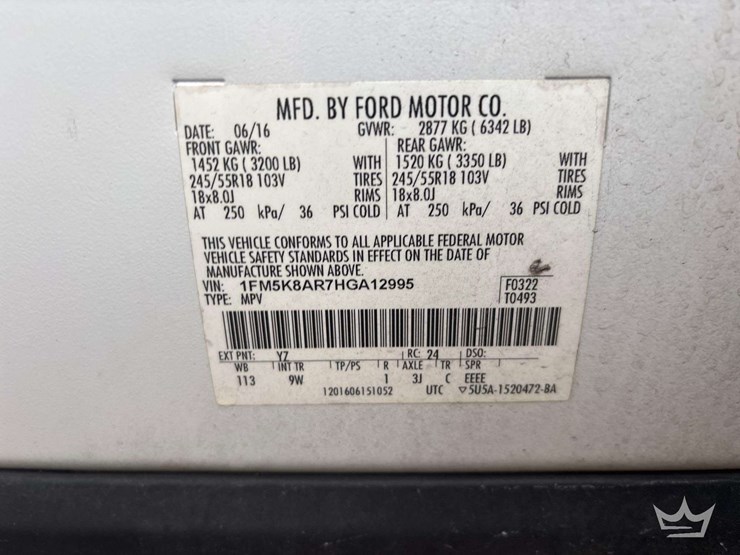 MFD. BY FORD MOTOR CO.
DATE: 06/16 GVWR: 2877 KG ( 6342 LB)
FRONT GAWR: REAR GAWR:
1452 KG ( 3200 LB) WITH 1520 KG ( 3350 LB) WITH
245/55R18 103V TIRES 245/55R18 103V TIRES
18x8.0J RIMS 18x8.0J RIMS
AT 250 kPa/ 36 PSI COLD AT 250 kPa/ 36 PSI COLD
THIS VEHICLE CONFORMS TO ALL APPLICABLE FEDERAL MOTOR
VEHICLE SAFETY STANDARDS IN EFFECT ON THE DATE OF
MANUFACTURE SHOWN ABOVE.
VIN: 1FM5K8AR7HGA12995 F0322
TYPE: MPV T0493
EXT PNT: YZ RC: 24 DSO:
WB INT TR TP/PS R AXLE TR SPR
113 9W 1 3J C EEEE
1201606151052 UTC ▽5U5A-1520472-BA